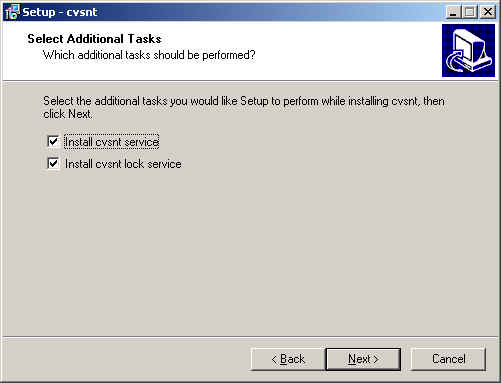 Setup - cvsnt
Select Additional Tasks
Which additional tasks should be performed?
Select the additional tasks you would like Setup to perform while installing cvsnt, then
click Next.
Install cvsnt service
Install cvsnt lock service
< Back
Next >
Cancel